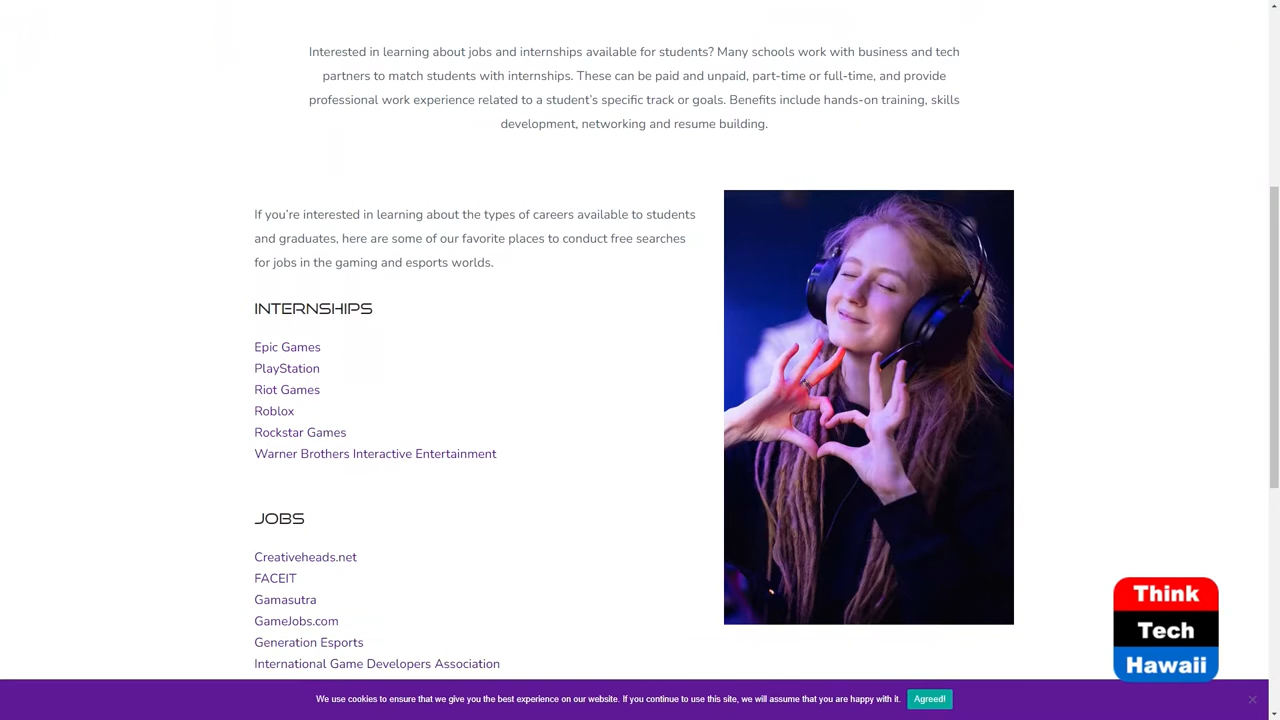 Interested in learning about jobs and internships available for students? Many schools work with business and tech
partners to match students with internships. These can be paid and unpaid, part-time or full-time, and provide
professional work experience related to a student's specific track or goals. Benefits include hands-on training, skills
development, networking and resume building.
If you're interested in learning about the types of careers available to students
and graduates, here are some of our favorite places to conduct free searches
for jobs in the gaming and esports worlds.
INTERNSHIPS
Epic Games
PlayStation
Riot Games
Roblox
Rockstar Games
Warner Brothers Interactive Entertainment
JOBS
Creativeheads.net
FACEIT
Gamasutra
GameJobs.com
Generation Esports
International Game Developers Association
Think
Tech
Hawaii
We use cookies to ensure that we give you the best experience on our website. If you continue to use this site, we will assume that you are happy with it.
Agreed!